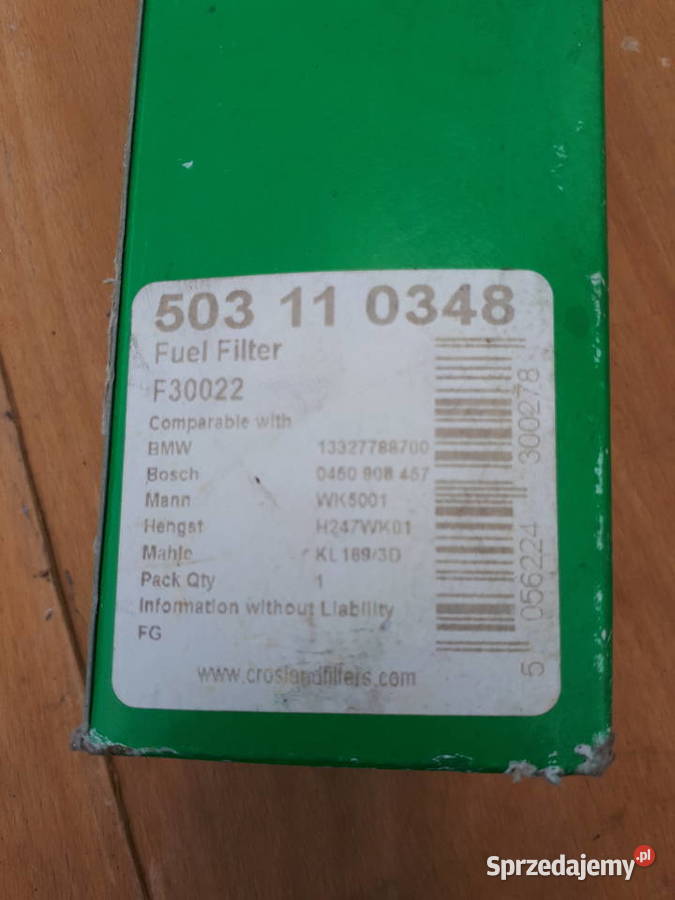 503 11 0348
Fuel Filter
F30022
Comparable with
BMW 13327788700
Bosch 0450 906 457
Mann WK5001
Hengst H247WK01
Mahle KL 169/3D
Pack Qty 1
Information without Liability
FG
www.croslandfilters.com
5 056224 300278
Sprzedajemy.pl